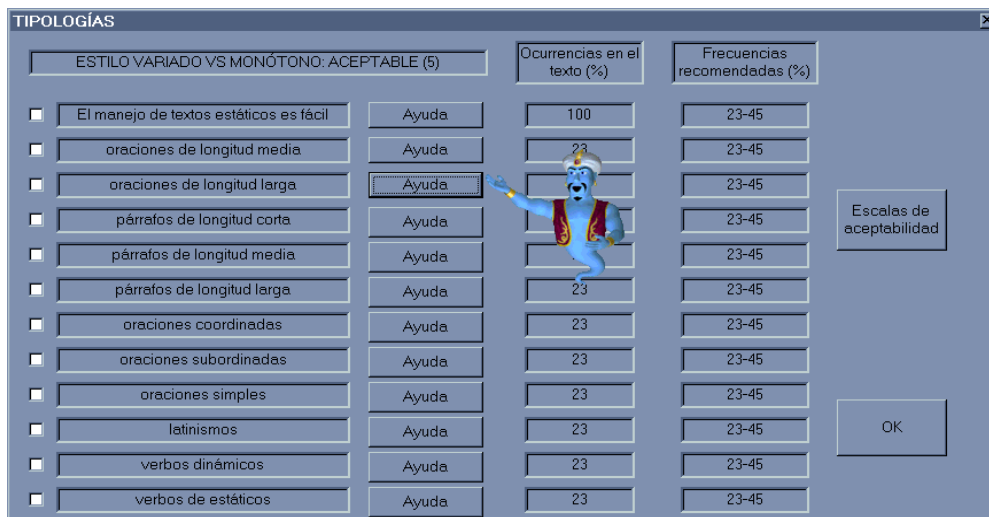 TIPOLOGÍAS
ESTILO VARIADO VS MONÓTONO: ACEPTABLE (5)
Ocurrencias en el
texto (%)
Frecuencias
recomendadas (%)
El manejo de textos estáticos es fácil Ayuda 100 23-45
oraciones de longitud media Ayuda 23 23-45
oraciones de longitud larga Ayuda 23-45
párrafos de longitud corta Ayuda 23-45
párrafos de longitud media Ayuda 23-45
párrafos de longitud larga Ayuda 23 23-45
oraciones coordinadas Ayuda 23 23-45
oraciones subordinadas Ayuda 23 23-45
oraciones simples Ayuda 23 23-45
latinismos Ayuda 23 23-45
verbos dinámicos Ayuda 23 23-45
verbos de estáticos Ayuda 23 23-45
Escalas de
aceptabilidad
OK